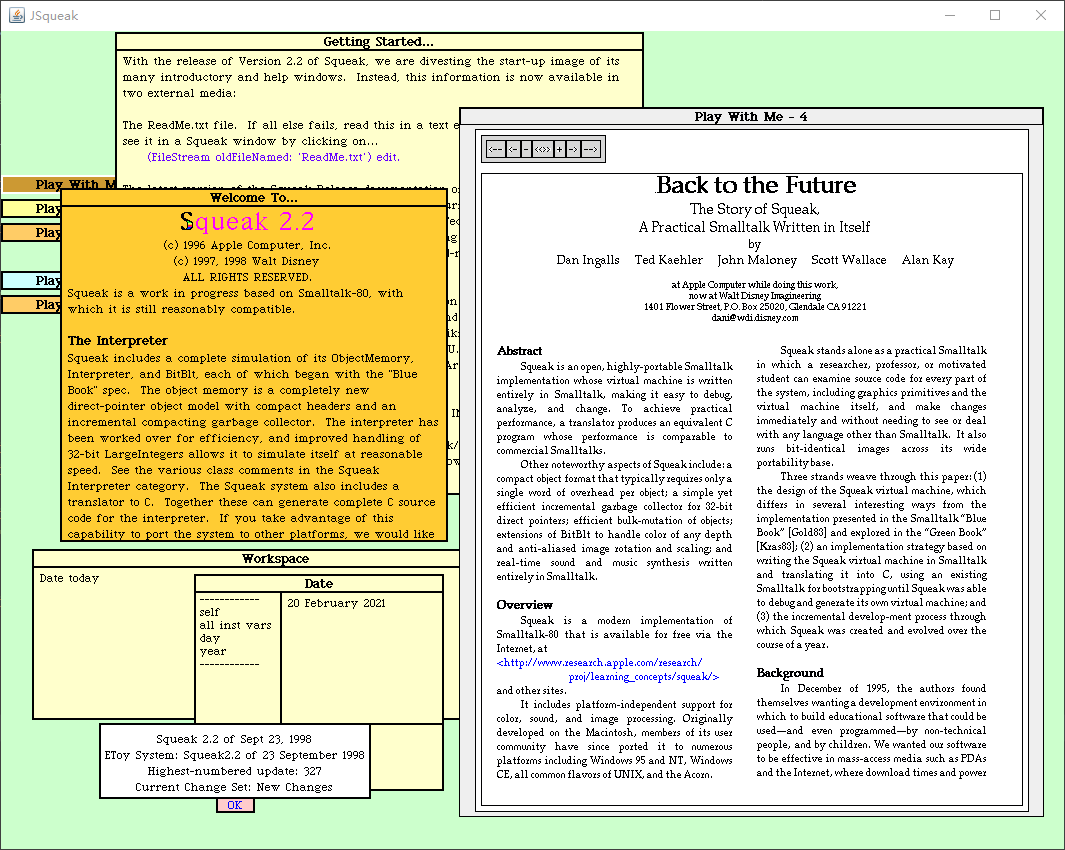 JSqueak
Getting Started...
With the release of Version 2.2 of Squeak, we are divesting the start-up image of its
many introductory and help windows. Instead, this information is now available in
two external media:
The ReadMe.txt file. If all else fails, read this in a text e
see it in a Squeak window by clicking on...
(FileStream oldFileNamed: 'ReadMe.txt') edit.
Play With M
Play
Play
Play
Play
Welcome To...
Squeak 2.2
(c) 1996 Apple Computer, Inc.
(c) 1997, 1998 Walt Disney
ALL RIGHTS RESERVED.
Squeak is a work in progress based on Smalltalk-80, with
which it is still reasonably compatible.
The Interpreter
Squeak includes a complete simulation of its ObjectMemory,
Interpreter, and BitBlt, each of which began with the "Blue
Book" spec. The object memory is a completely new
direct-pointer object model with compact headers and an
incremental compacting garbage collector. The interpreter has
been worked over for efficiency, and improved handling of
32-bit LargeIntegers allows it to simulate itself at reasonable
speed. See the various class comments in the Squeak
Interpreter category. The Squeak system also includes a
translator to C. Together these can generate complete C source
code for the interpreter. If you take advantage of this
capability to port the system to other platforms, we would like
Workspace
Date today
Date
------------
self
all inst vars
day
year
------------
20 February 2021
Squeak 2.2 of Sept 23, 1998
EToy System: Squeak2.2 of 23 September 1998
Highest-numbered update: 327
Current Change Set: New Changes
OK
Play With Me - 4
<-- <- - <<>> + -> -->
Back to the Future
The Story of Squeak,
A Practical Smalltalk Written in Itself
by
Dan Ingalls Ted Kaehler John Maloney Scott Wallace Alan Kay
at Apple Computer while doing this work,
now at Walt Disney Imagineering
1401 Flower Street, P.O. Box 25020, Glendale CA 91221
dani@wdi.disney.com
Abstract
Squeak is an open, highly-portable Smalltalk
implementation whose virtual machine is written
entirely in Smalltalk, making it easy to debug,
analyze, and change. To achieve practical
performance, a translator produces an equivalent C
program whose performance is comparable to
commercial Smalltalks.
Other noteworthy aspects of Squeak include: a
compact object format that typically requires only a
single word of overhead per object; a simple yet
efficient incremental garbage collector for 32-bit
direct pointers; efficient bulk-mutation of objects;
extensions of BitBlt to handle color of any depth
and anti-aliased image rotation and scaling; and
real-time sound and music synthesis written
entirely in Smalltalk.
Overview
Squeak is a modern implementation of
Smalltalk-80 that is available for free via the
Internet, at
<http://www.research.apple.com/research/
proj/learning_concepts/squeak/>
and other sites.
It includes platform-independent support for
color, sound, and image processing. Originally
developed on the Macintosh, members of its user
community have since ported it to numerous
platforms including Windows 95 and NT, Windows
CE, all common flavors of UNIX, and the Acorn.
Squeak stands alone as a practical Smalltalk
in which a researcher, professor, or motivated
student can examine source code for every part of
the system, including graphics primitives and the
virtual machine itself, and make changes
immediately and without needing to see or deal
with any language other than Smalltalk. It also
runs bit-identical images across its wide
portability base.
Three strands weave through this paper: (1)
the design of the Squeak virtual machine, which
differs in several interesting ways from the
implementation presented in the Smalltalk "Blue
Book" [Gold83] and explored in the "Green Book"
[Kras83]; (2) an implementation strategy based on
writing the Squeak virtual machine in Smalltalk
and translating it into C, using an existing
Smalltalk for bootstrapping until Squeak was able
to debug and generate its own virtual machine; and
(3) the incremental develop-ment process through
which Squeak was created and evolved over the
course of a year.
Background
In December of 1995, the authors found
themselves wanting a development environment in
which to build educational software that could be
used—and even programmed—by non-technical
people, and by children. We wanted our software
to be effective in mass-access media such as PDAs
and the Internet, where download times and power